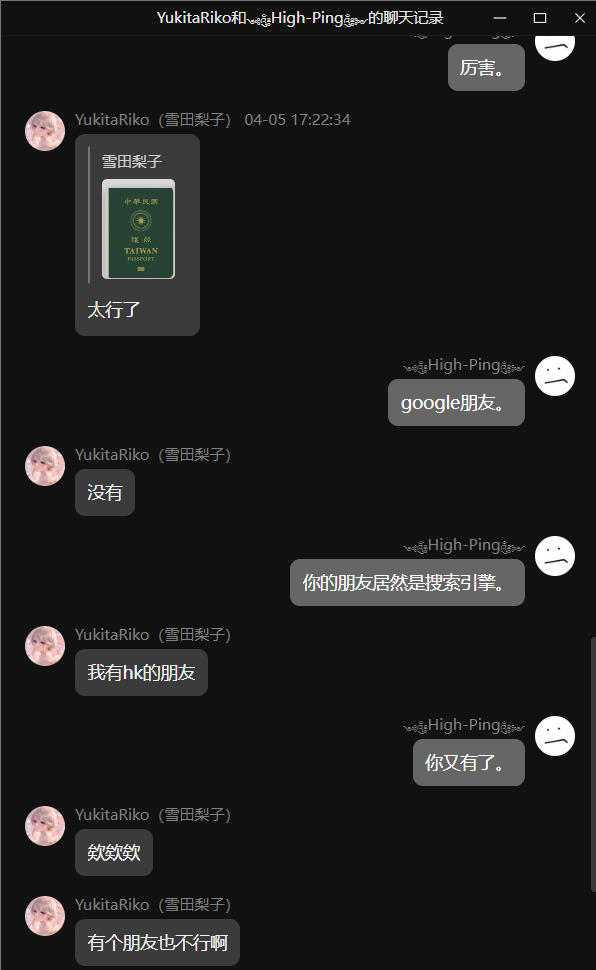 YukitaRiko和High-Ping的聊天记录
厉害。
YukitaRiko（雪田梨子） 04-05 17:22:34
雪田梨子
中華民國
護照
TAIWAN
PASSPORT
太行了
High-Ping
google朋友。
YukitaRiko（雪田梨子）
没有
High-Ping
你的朋友居然是搜索引擎。
YukitaRiko（雪田梨子）
我有hk的朋友
High-Ping
你又有了。
YukitaRiko（雪田梨子）
欸欸欸
YukitaRiko（雪田梨子）
有个朋友也不行啊